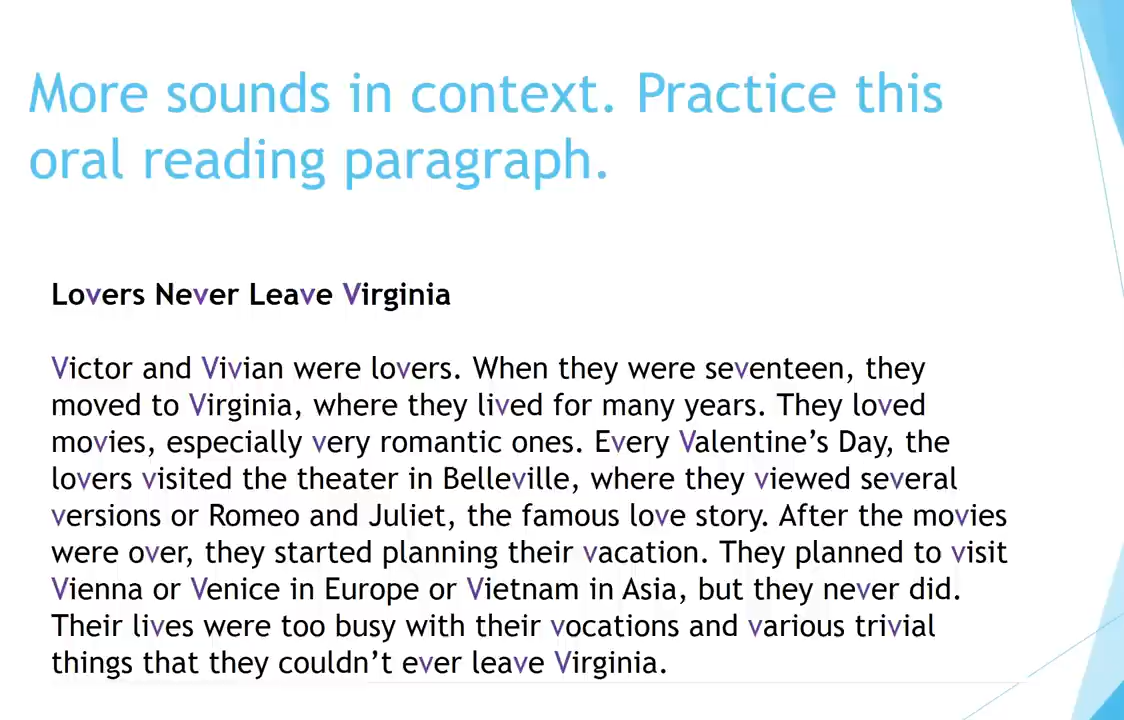 More sounds in context. Practice this
oral reading paragraph.
Lovers Never Leave Virginia
Victor and Vivian were lovers. When they were seventeen, they
moved to Virginia, where they lived for many years. They loved
movies, especially very romantic ones. Every Valentine’s Day, the
lovers visited the theater in Belleville, where they viewed several
versions or Romeo and Juliet, the famous love story. After the movies
were over, they started planning their vacation. They planned to visit
Vienna or Venice in Europe or Vietnam in Asia, but they never did.
Their lives were too busy with their vocations and various trivial
things that they couldn’t ever leave Virginia.